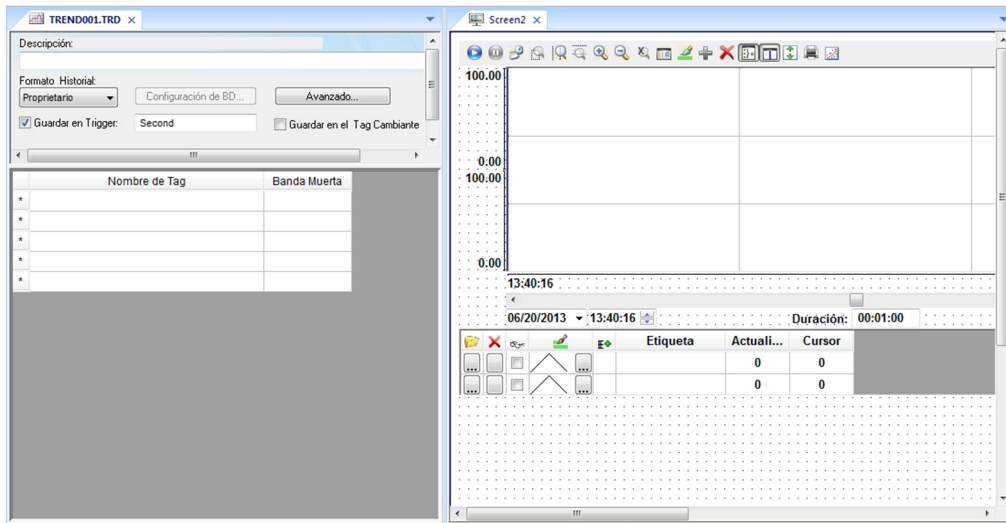 TREND001.TRD
Descripción:
Formato Historial:
Proprietario
Configuración de BD...
Avanzado...
Guardar en Trigger:
Second
Guardar en el Tag Cambiante
Nombre de Tag
Banda Muerta
*
*
*
*
*
Screen2
100.00
0.00
100.00
0.00
13:40:16
06/20/2013
13:40:16
Duración:
00:01:00
Etiqueta
Actuali...
Cursor
...
...
0
0
...
...
0
0